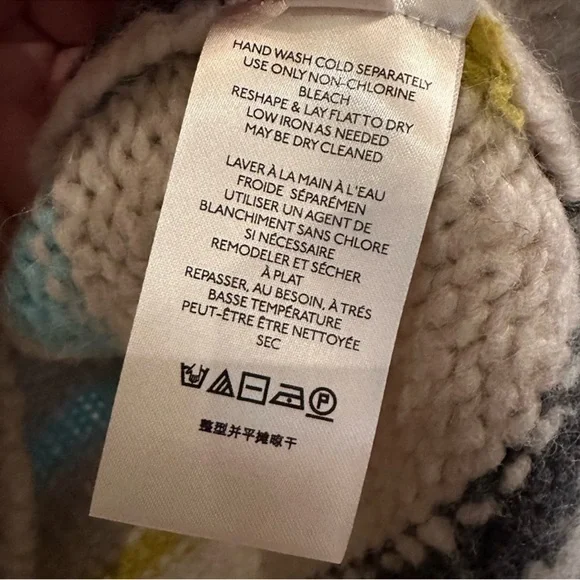 HAND WASH COLD SEPARATELY
USE ONLY NON-CHLORINE
BLEACH
RESHAPE & LAY FLAT TO DRY
LOW IRON AS NEEDED
MAY BE DRY CLEANED
LAVER À LA MAIN À L'EAU
FROIDE SÉPARÉMEN
UTILISER UN AGENT DE
BLANCHIMENT SANS CHLORE
SI NÉCESSAIRE
REMODELER ET SÉCHER
À PLAT
REPASSER, AU BESOIN, À TRÉS
BASSE TEMPÉRATURE
PEUT-ÊTRE ÊTRE NETTOYÉE
SEC
P
整型并平摊晾干